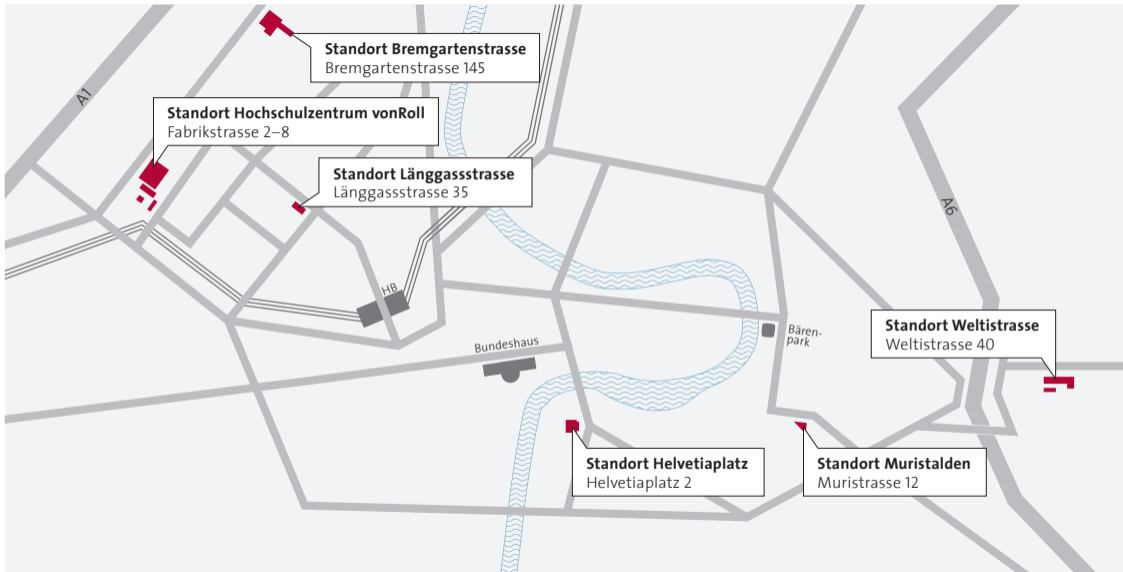 Standort Bremgartenstrasse
Bremgartenstrasse 145
A1
Standort Hochschulzentrum vonRoll
Fabrikstrasse 2–8
Standort Länggassstrasse
Länggassstrasse 35
A6
HB
Bundeshaus
Bären-
park
Standort Weltistrasse
Weltistrasse 40
Standort Helvetiaplatz
Helvetiaplatz 2
Standort Muristalden
Muristrasse 12